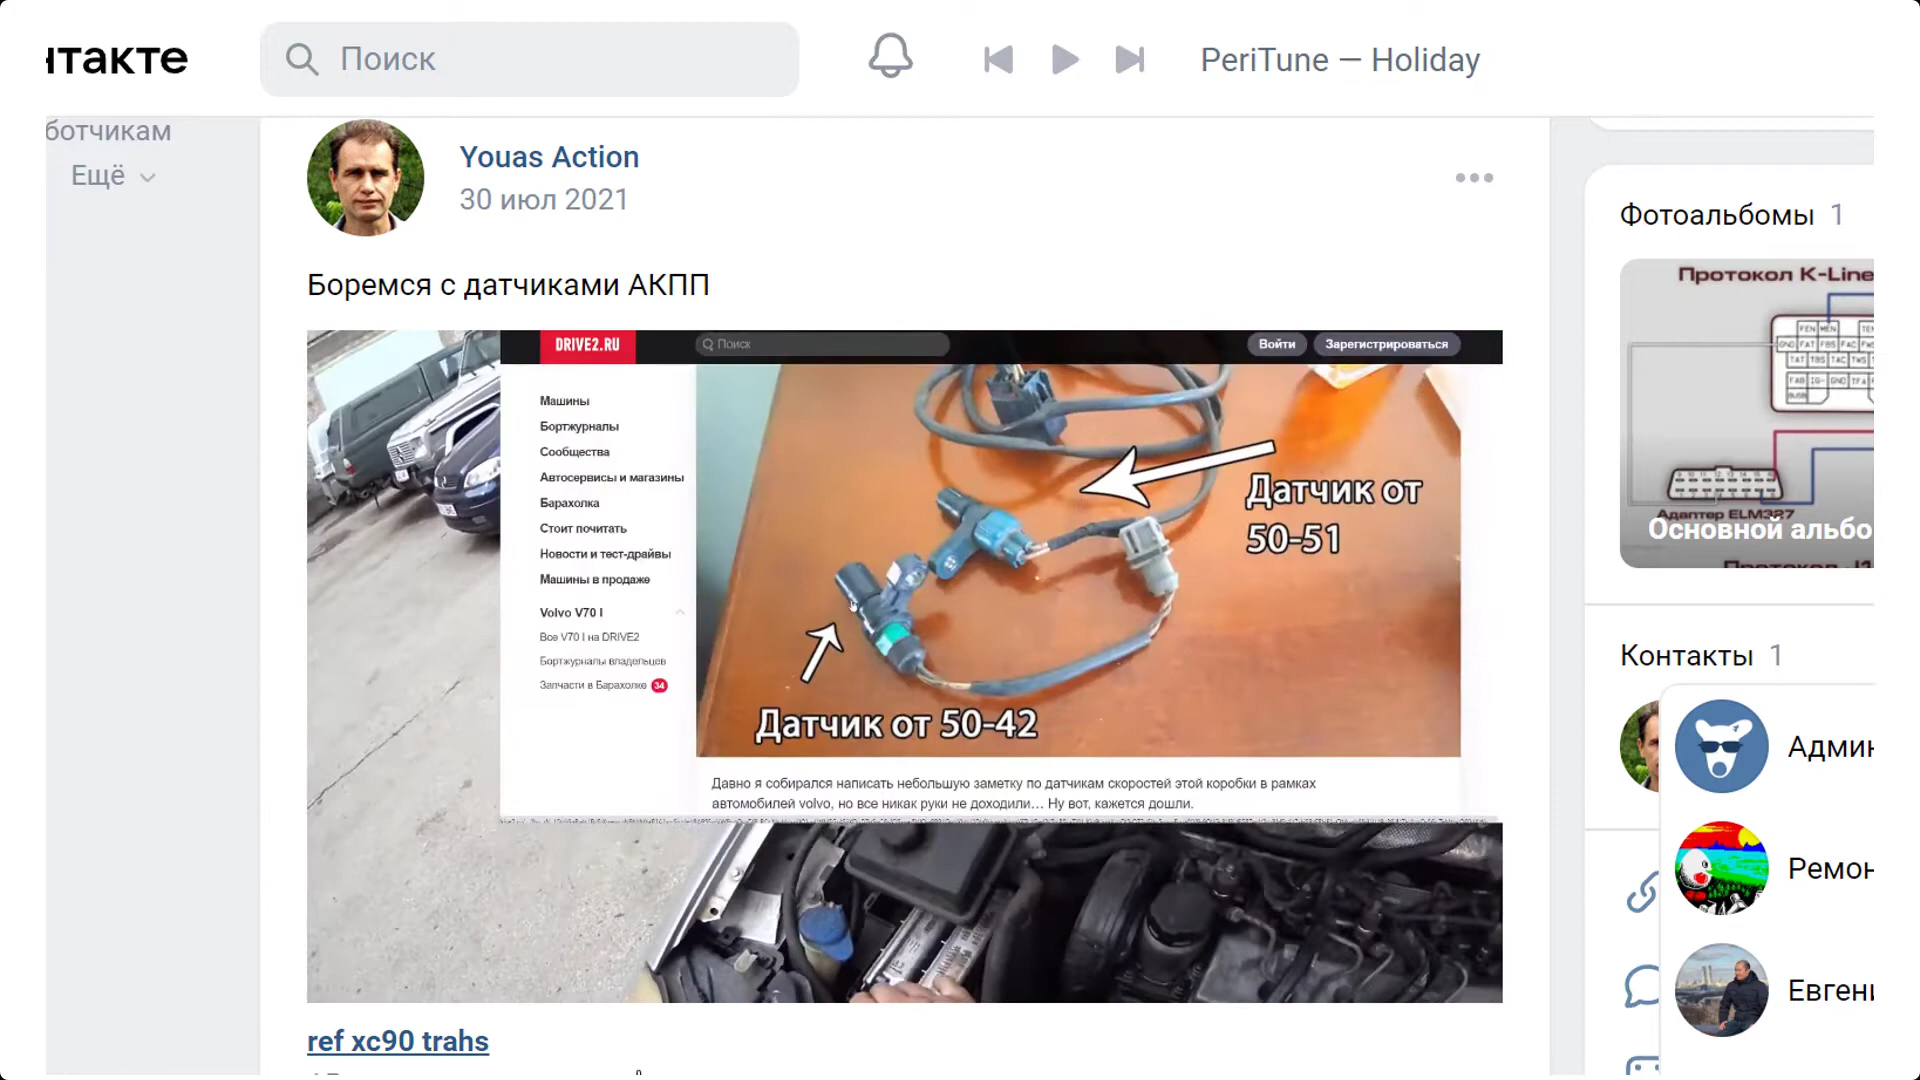 нтакте
Поиск
PeriTune — Holiday
ботчикам
Ещё
Youas Action
30 июл 2021
Боремся с датчиками АКПП
DRIVE2.RU
Поиск
Войти
Зарегистрироваться
Машины
Бортжурналы
Сообщества
Автосервисы и магазины
Барахолка
Стоит почитать
Новости и тест-драйвы
Машины в продаже
Volvo V70 I
Все V70 I на DRIVE2
Бортжурналы владельцев
Запчасти в Барахолке 34
Датчик от
50-51
Датчик от 50-42
Давно я собирался написать небольшую заметку по датчикам скоростей этой коробки в рамках
автомобилей volvo, но все никак руки не доходили… Ну вот, кажется дошли.
ref xc90 trahs
Фотоальбомы 1
Протокол K-Line
Адаптер ELM327
Основной альбо
Контакты 1
Админ
Ремон
Евгени